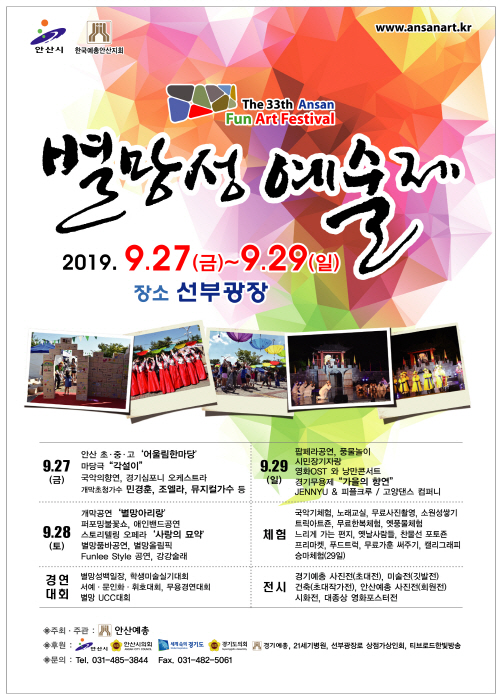 안산시
한국예총안산지회
www.ansanart.kr
The 33th Ansan
Fun Art Festival
별망성 예술제
2019. 9.27(금)~9.29(일)
장소 선부광장
9.27
(금)
안산 초·중·고 '어울림한마당'
마당극 "각설이"
국악의향연, 경기심포니 오케스트라
개막초청가수 민경훈, 조엘라, 뮤지컬가수 등
9.29
(일)
팝페라공연, 풍물놀이
시민장기자랑
영화OST 와 낭만콘서트
경기무용제 "가을의 향연"
JENNYU & 피플크루 / 고양댄스 컴퍼니
9.28
(토)
개막공연 '별망아리랑'
퍼포밍불꽃쇼, 애인밴드공연
스토리텔링 오페라 '사랑의 묘약'
별망품바공연, 별망올림픽
Funlee Style 공연, 강강술래
체험
국악기체험, 노래교실, 무료사진촬영, 소원성쌓기
트릭아트존, 무료한복체험, 옛풍물체험
느리게 가는 편지, 옛날사람들, 찬불선 포토존
프리마켓, 푸드트럭, 무료가훈 써주기, 캘리그래피
승마체험(29일)
경연
대회
별망성백일장, 학생미술실기대회
서예·문인화·휘호대회, 무용경연대회
별망 UCC대회
전시
경기예총 사진전(초대전), 미술전(깃발전)
건축(초대작가전), 안산예총 사진전(회원전)
시화전, 대종상 영화포스터전
◉주최·주관 : 안산예총
◉후원 : 안산시 안산시의회 경기도 경기도의회 경기예총, 21세기병원, 선부광장로 상점가상인회, 티브로드한빛방송
◉문의 : Tel. 031-485-3844 Fax. 031-482-5061